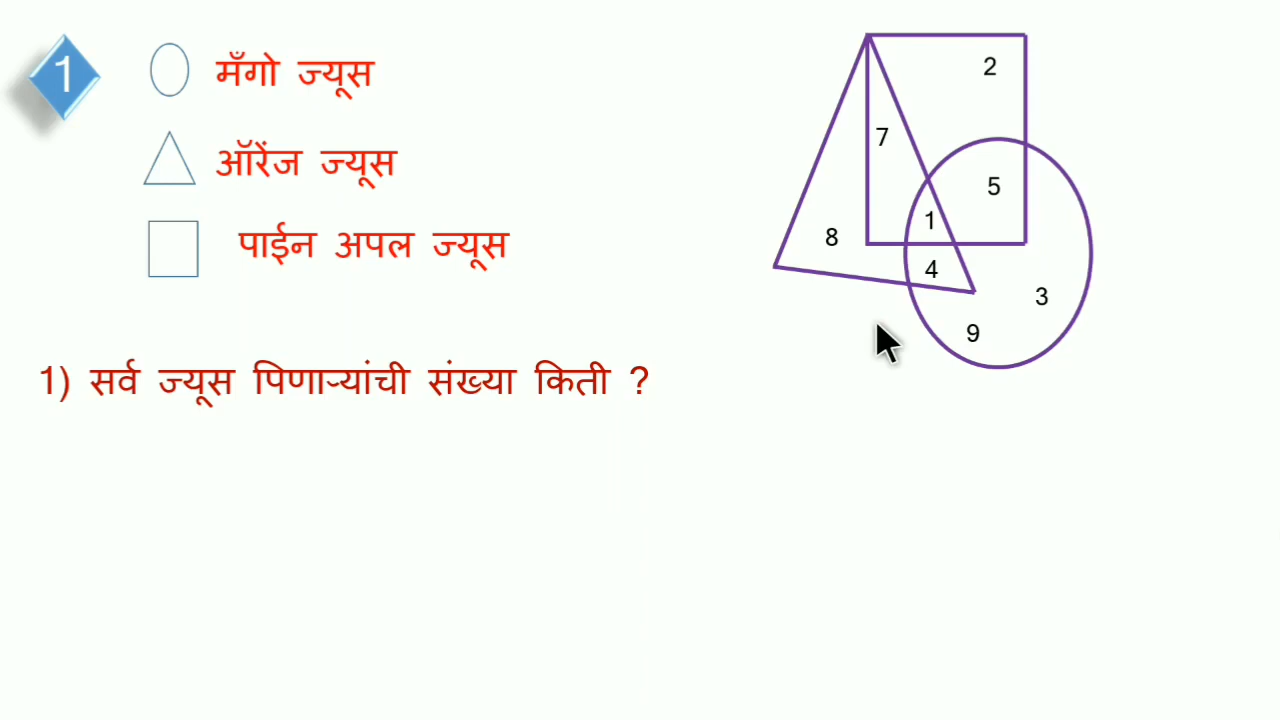 1
मँगो ज्यूस
ऑरेंज ज्यूस
पाईन अपल ज्यूस
2
7
5
1
8
4
3
9
1) सर्व ज्यूस पिणाऱ्यांची संख्या किती ?